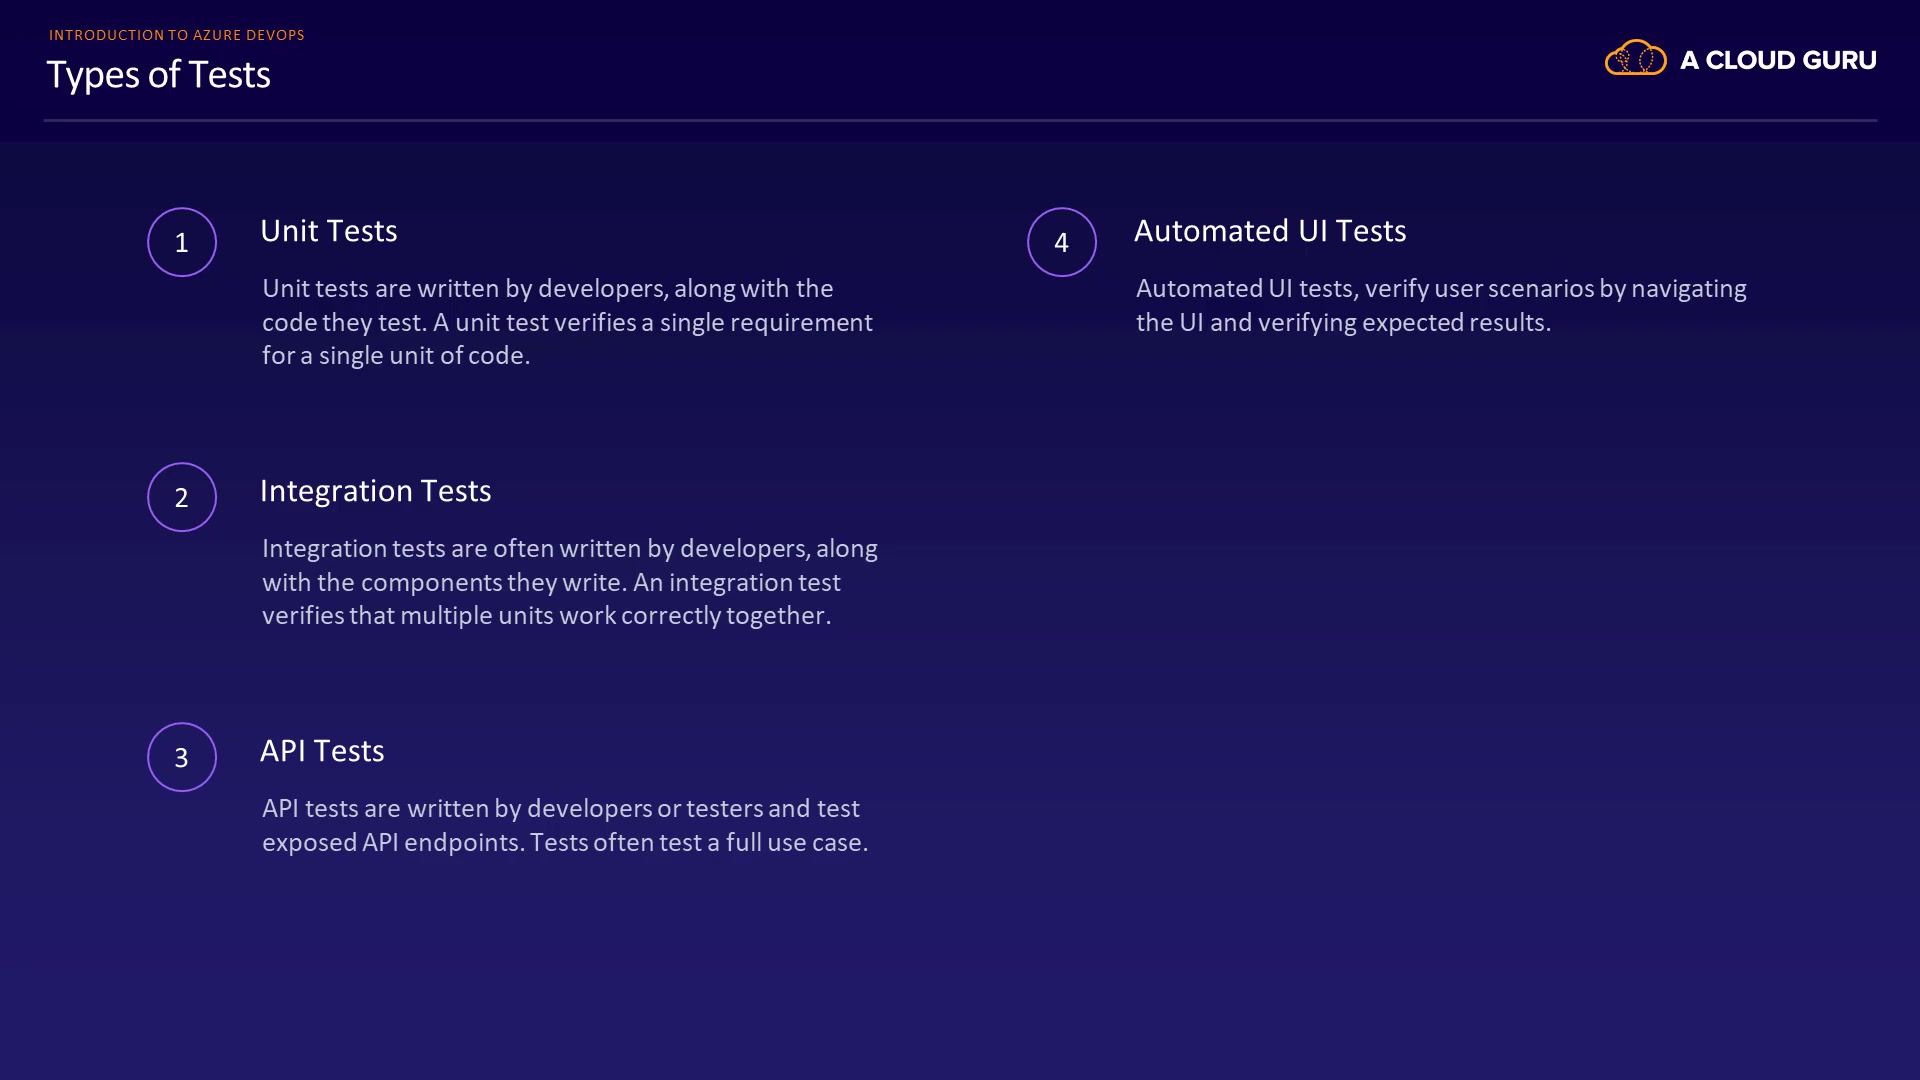 INTRODUCTION TO AZURE DEVOPS
Types of Tests
A CLOUD GURU
1
Unit Tests
Unit tests are written by developers, along with the
code they test. A unit test verifies a single requirement
for a single unit of code.
2
Integration Tests
Integration tests are often written by developers, along
with the components they write. An integration test
verifies that multiple units work correctly together.
3
API Tests
API tests are written by developers or testers and test
exposed API endpoints. Tests often test a full use case.
4
Automated UI Tests
Automated UI tests, verify user scenarios by navigating
the UI and verifying expected results.